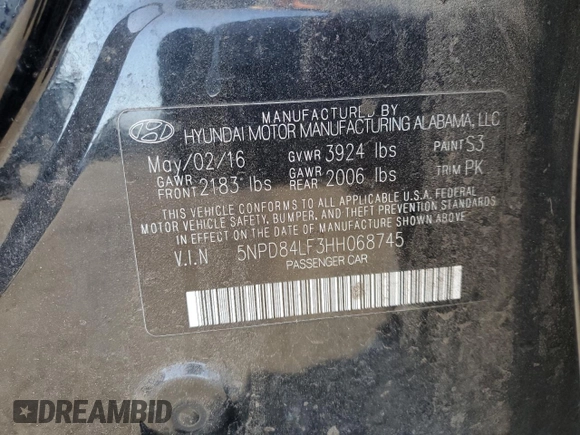 MANUFACTURED BY
HYUNDAI MOTOR MANUFACTURING ALABAMA, LLC
May/02/16 GVWR 3924 lbs PAINT S3
GAWR FRONT 2183 lbs GAWR REAR 2006 lbs TRIM PK
THIS VEHICLE CONFORMS TO ALL APPLICABLE U.S.A. FEDERAL
MOTOR VEHICLE SAFETY, BUMPER, AND THEFT PREVENTION STANDARDS
IN EFFECT ON THE DATE OF MANUFACTURE SHOWN ABOVE.
V.I.N 5NPD84LF3HH068745
PASSENGER CAR
DREAMBID